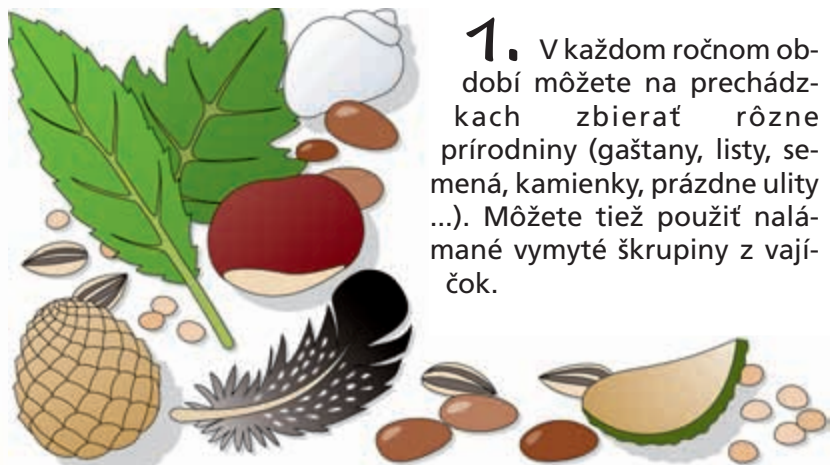 1. V každom ročnom ob-
dobí môžete na prechádz-
kach zbierať rôzne
prírodniny (gaštany, listy, se-
mená, kamienky, prázdne ulity
...). Môžete tiež použiť nalá-
mané vymyté škrupiny z vají-
čok.